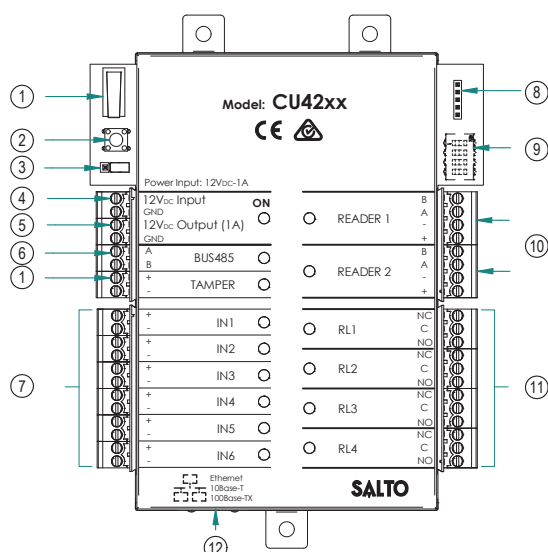 Model: CU42xx
CE
Power Input: 12VDC-1A
12VDC Input
GND
12VDC Output (1A)
GND
ON
A
B
BUS485
+
-
TAMPER
+
-
IN1
+
-
IN2
+
-
IN3
+
-
IN4
+
-
IN5
+
-
IN6
READER 1
B
A
-
+
READER 2
B
A
-
+
RL1
NC
C
NO
RL2
NC
C
NO
RL3
NC
C
NO
RL4
NC
C
NO
Ethernet
10Base-T
100Base-TX
SALTO
1
2
3
4
5
6
1
7
8
9
10
11
12